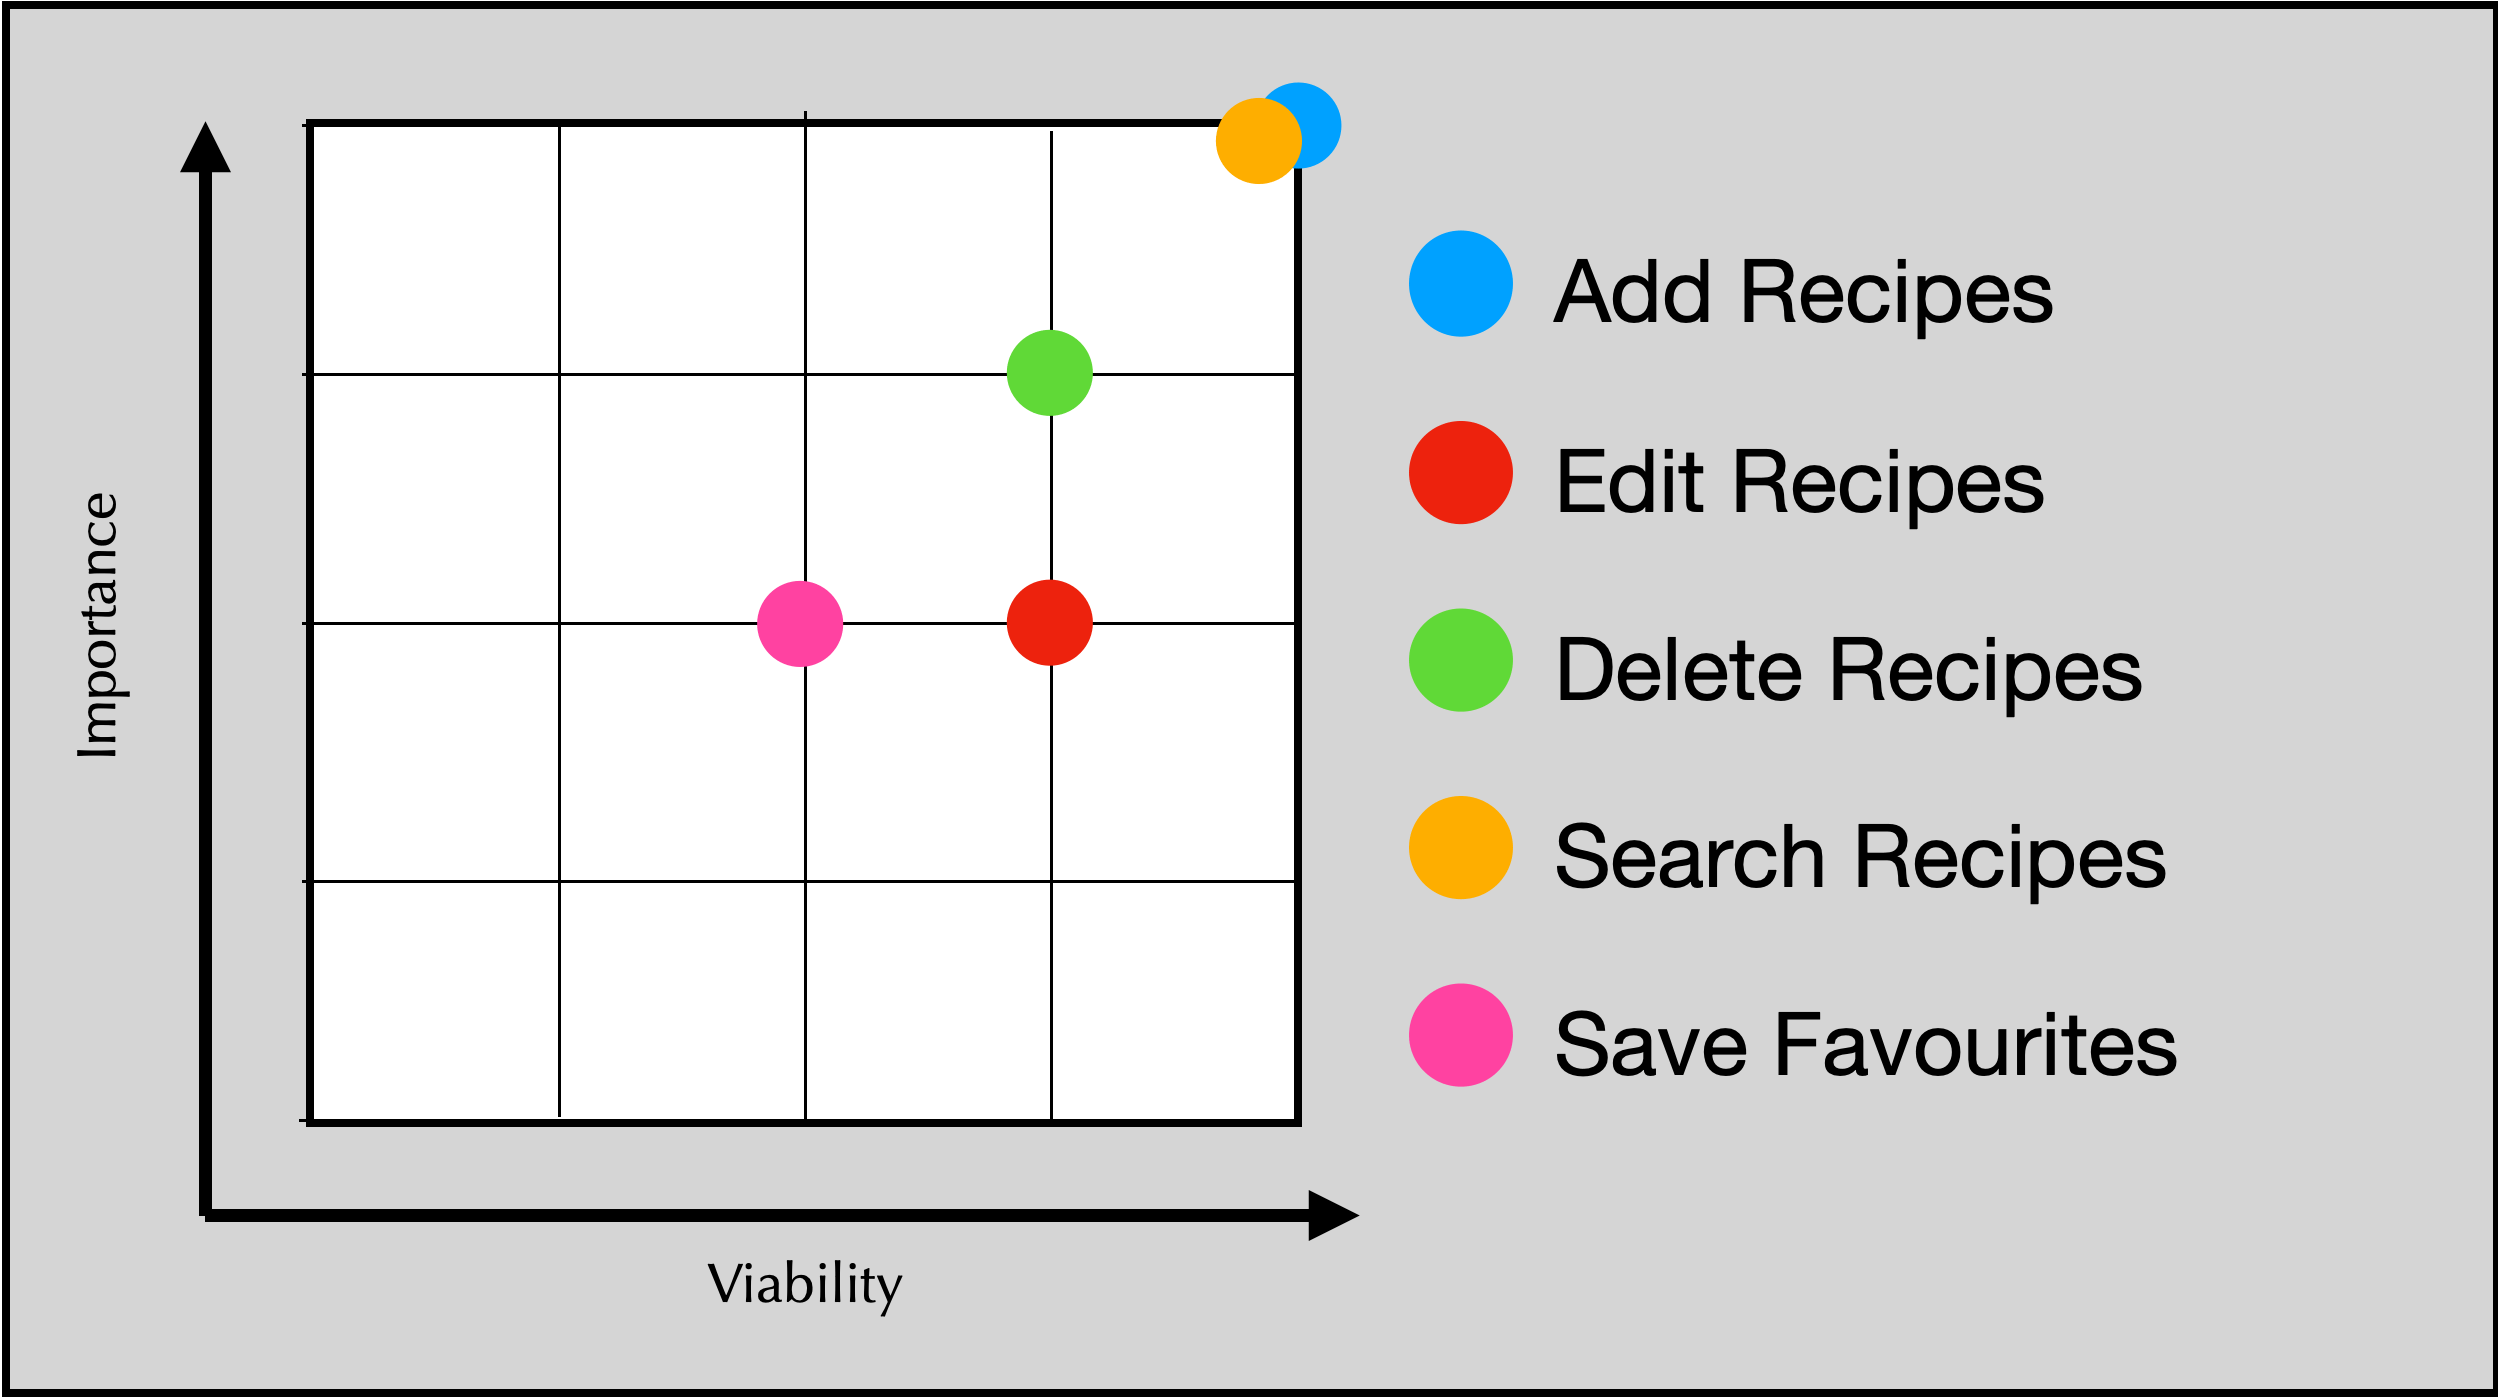 Importance
Add Recipes
Edit Recipes
Delete Recipes
Search Recipes
Save Favourites
Viability